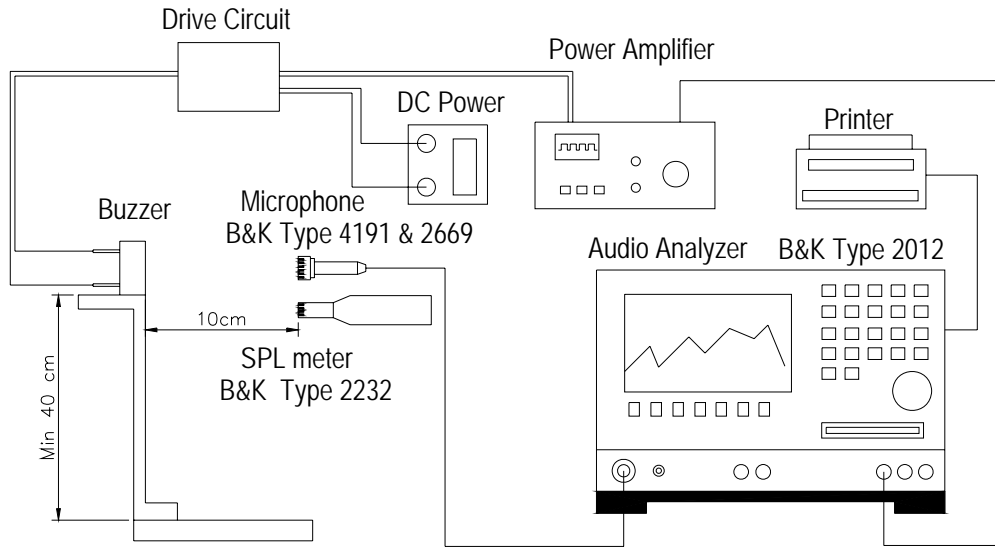 Drive Circuit
Power Amplifier
DC Power
Printer
Buzzer
Microphone
B&K Type 4191 & 2669
Audio Analyzer
B&K Type 2012
10cm
SPL meter
B&K Type 2232
Min 40 cm